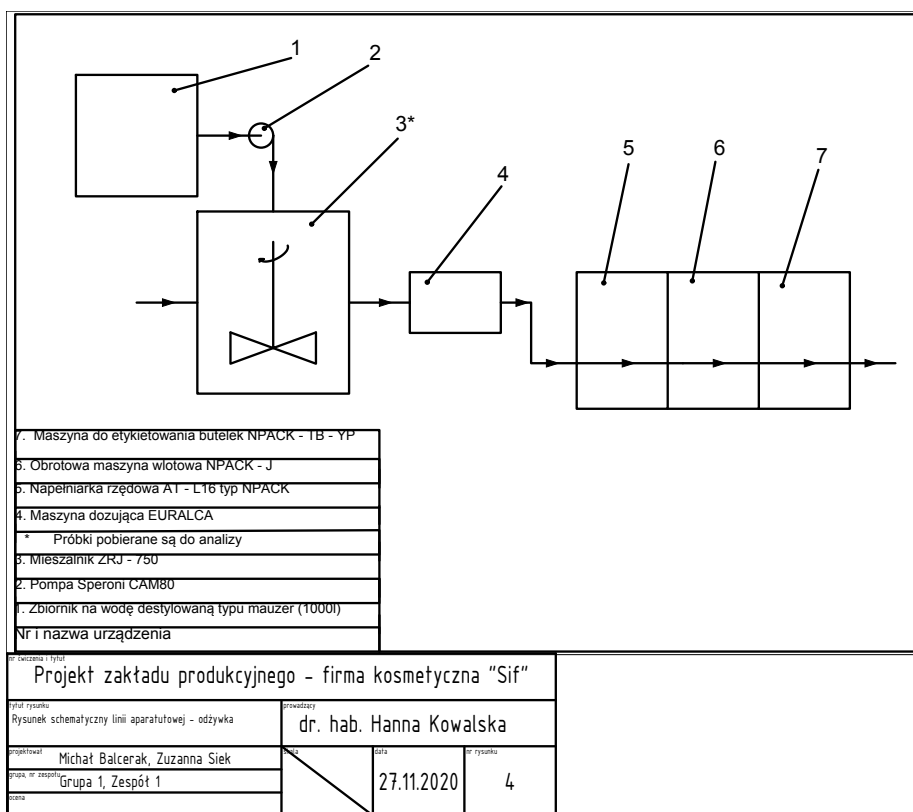 1
2
3*
4
5
6
7
7. Maszyna do etykietowania butelek NPACK - TB - YP
6. Obrotowa maszyna wlotowa NPACK - J
5. Napełniarka rzędowa AT - L16 typ NPACK
4. Maszyna dozująca EURALCA
* Próbki pobierane są do analizy
3. Mieszalnik ZRJ - 750
2. Pompa Speroni CAM80
1. Zbiornik na wodę destylowaną typu mauzer (1000l)
Nr i nazwa urządzenia
nr ćwiczenia i tytuł
Projekt zakładu produkcyjnego - firma kosmetyczna "Sif"
tytuł rysunku
Rysunek schematyczny linii aparatutowej - odżywka
prowadzący
dr. hab. Hanna Kowalska
projektował
Michał Balcerak, Zuzanna Siek
grupa, nr zespołu
Grupa 1, Zespół 1
ocena
skala
data
27.11.2020
nr rysunku
4